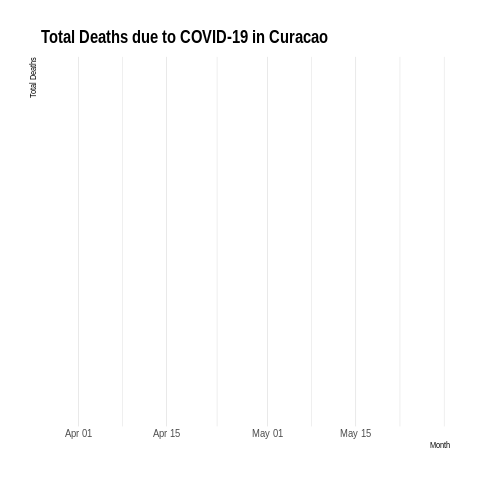 Total Deaths due to COVID-19 in Curacao
Total Deaths
Apr 01 Apr 15 May 01 May 15
Month